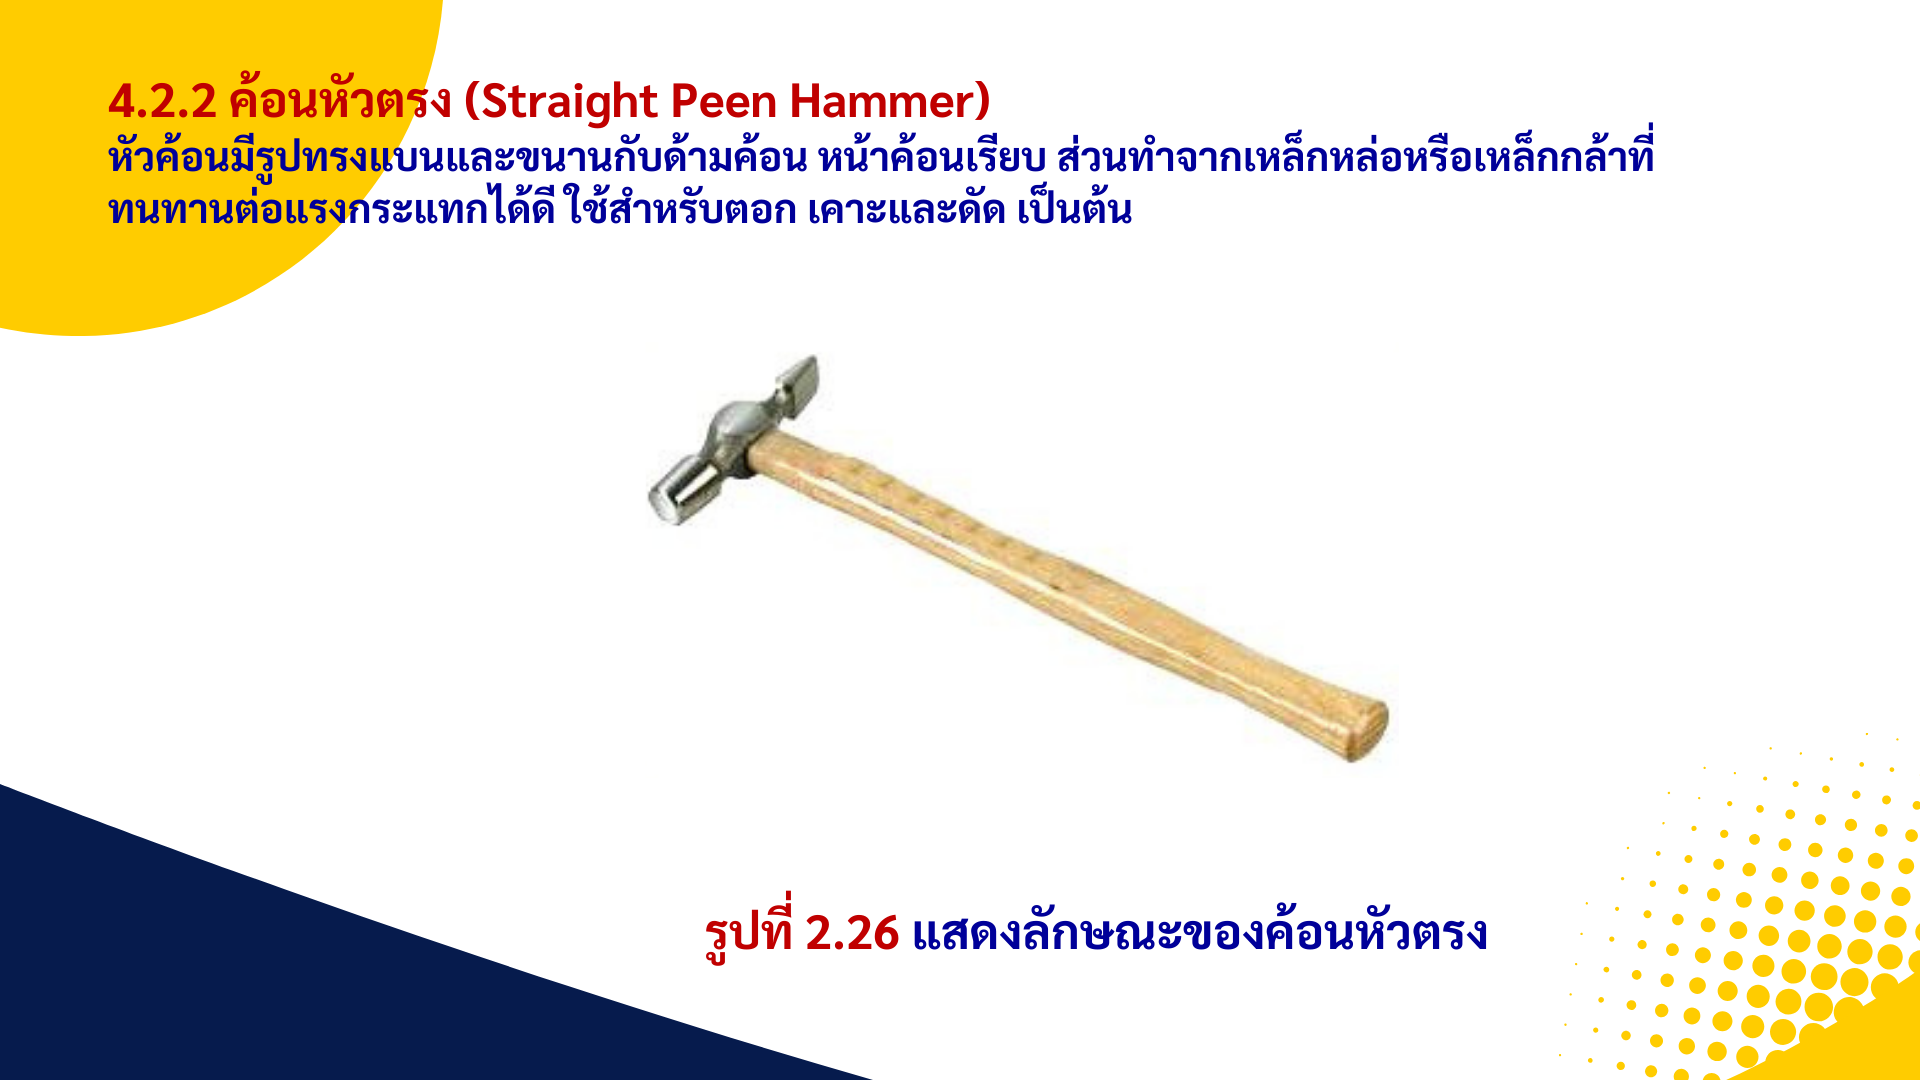 4.2.2 ค้อนหัวตรง (Straight Peen Hammer)
หัวค้อนมีรูปทรงแบนและขนานกับด้ามค้อน หน้าค้อนเรียบ ส่วนทำจากเหล็กหล่อหรือเหล็กกล้าที่
ทนทานต่อแรงกระแทกได้ดี ใช้สำหรับตอก เคาะและดัด เป็นต้น
รูปที่ 2.26 แสดงลักษณะของค้อนหัวตรง